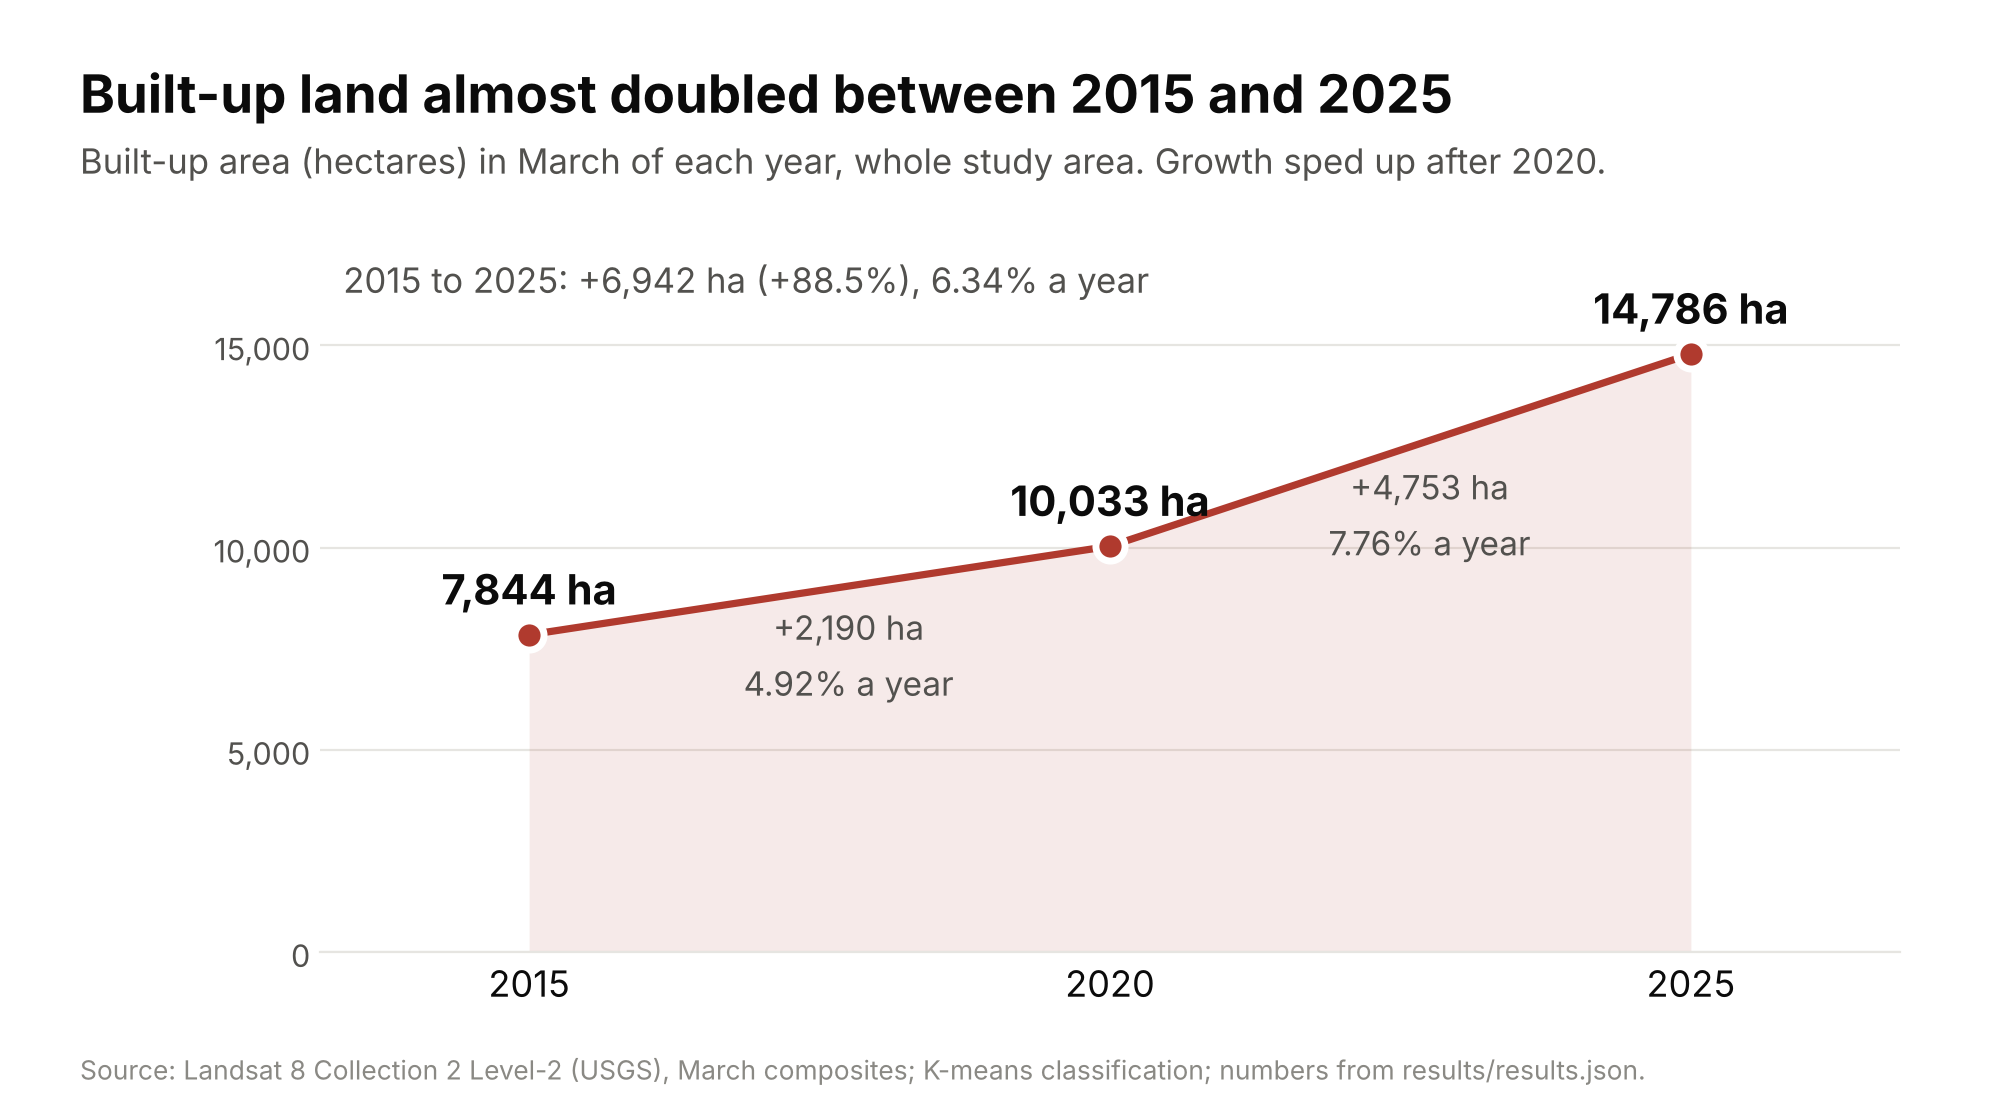 Built-up land almost doubled between 2015 and 2025
Built-up area (hectares) in March of each year, whole study area. Growth sped up after 2020.
2015 to 2025: +6,942 ha (+88.5%), 6.34% a year
14,786 ha
15,000
+4,753 ha
10,033 ha
7.76% a year
10,000
7,844 ha
+2,190 ha
4.92% a year
5,000
0
2015
2020
2025
Source: Landsat 8 Collection 2 Level-2 (USGS), March composites; K-means classification; numbers from results/results.json.